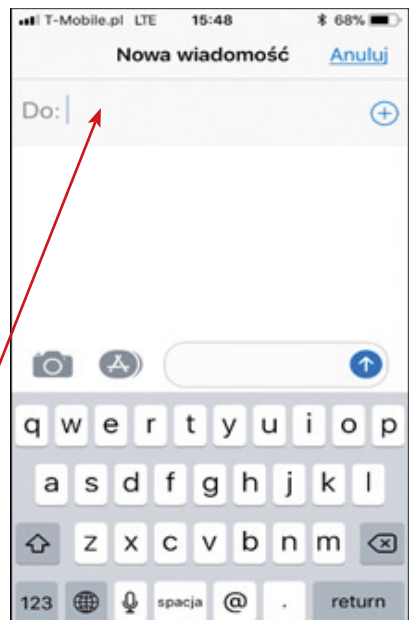 T-Mobile.pl LTE 15:48 68%
Nowa wiadomość Anuluj
Do:
q w e r t y u i o p
a s d f g h j k l
z x c v b n m
123 spacja @ . return